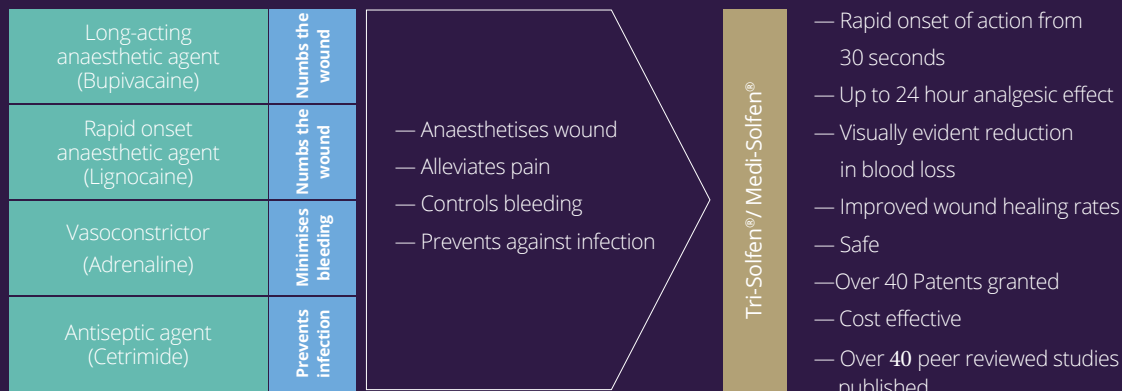 Long-acting
anaesthetic agent
(Bupivacaine)
Numbs the
wound
Rapid onset
anaesthetic agent
(Lignocaine)
Numbs the
wound
Vasoconstrictor
(Adrenaline)
Minimises
bleeding
Antiseptic agent
(Cetrimide)
Prevents
infection
— Anaesthetises wound
— Alleviates pain
— Controls bleeding
— Prevents against infection
Tri-Solfen®/ Medi-Solfen®
— Rapid onset of action from
30 seconds
— Up to 24 hour analgesic effect
— Visually evident reduction
in blood loss
— Improved wound healing rates
— Safe
—Over 40 Patents granted
— Cost effective
— Over 40 peer reviewed studies
published